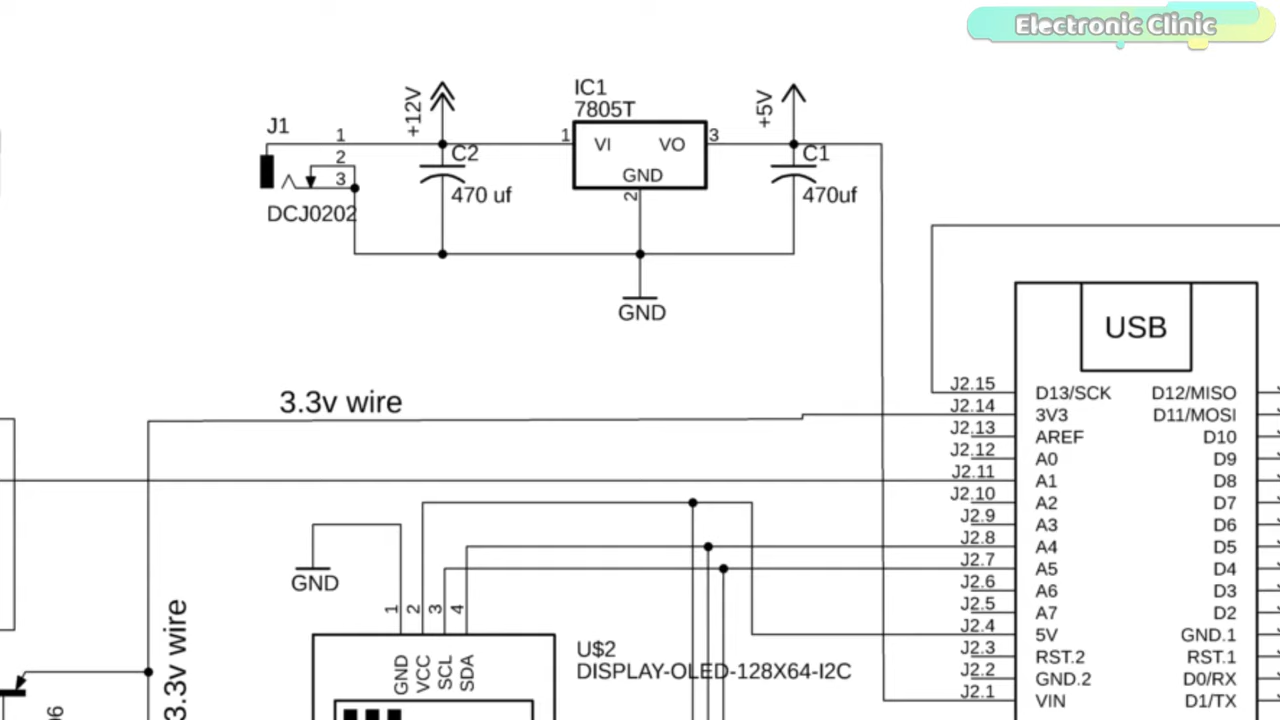 Electronic Clinic
J1
1
2
3
DCJ0202
+12V
C2
470 uf
IC1
7805T
1
VI
VO
3
GND
2
+5V
C1
470uf
GND
USB
3.3v wire
J2.15 D13/SCK D12/MISO
J2.14 3V3 D11/MOSI
J2.13 AREF D10
J2.12 A0 D9
J2.11 A1 D8
J2.10 A2 D7
J2.9 A3 D6
J2.8 A4 D5
J2.7 A5 D4
J2.6 A6 D3
J2.5 A7 D2
J2.4 5V GND.1
J2.3 RST.2 RST.1
J2.2 GND.2 D0/RX
J2.1 VIN D1/TX
GND
1 2 3 4
GND VCC SCL SDA
U$2
DISPLAY-OLED-128X64-I2C
3.3v wire